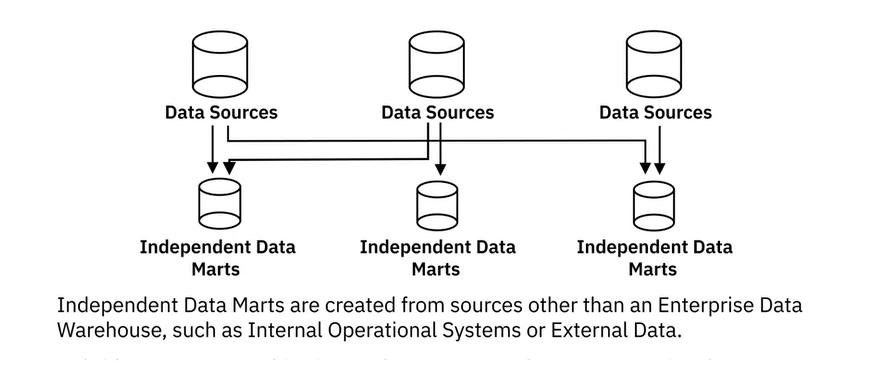 Data Sources
Data Sources
Data Sources
Independent Data
Marts
Independent Data
Marts
Independent Data
Marts
Independent Data Marts are created from sources other than an Enterprise Data
Warehouse, such as Internal Operational Systems or External Data.